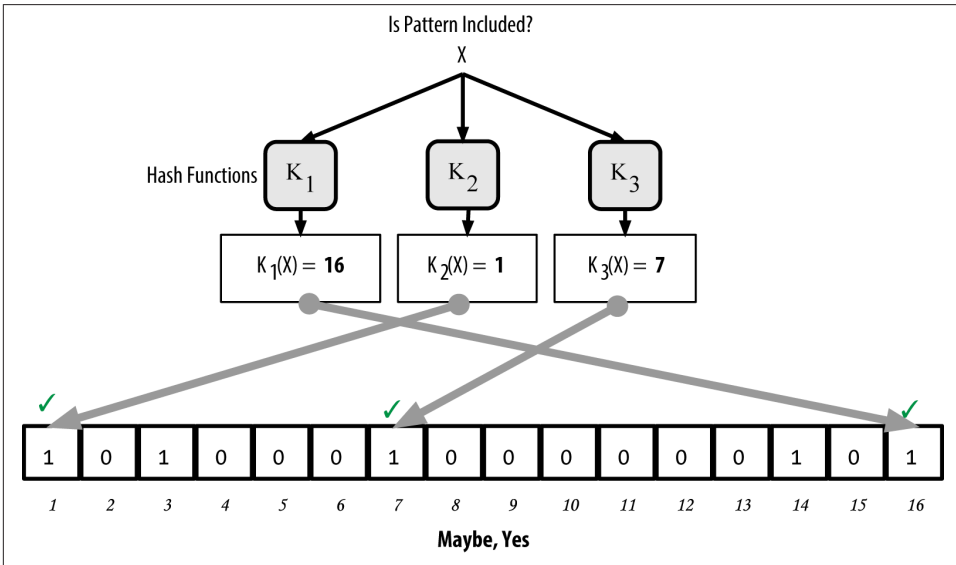 Is Pattern Included?
X
Hash Functions K1 K2 K3
K1(X) = 16 K2(X) = 1 K3(X) = 7
✓ ✓ ✓
1 0 1 0 0 0 1 0 0 0 0 0 0 1 0 1
1 2 3 4 5 6 7 8 9 10 11 12 13 14 15 16
Maybe, Yes